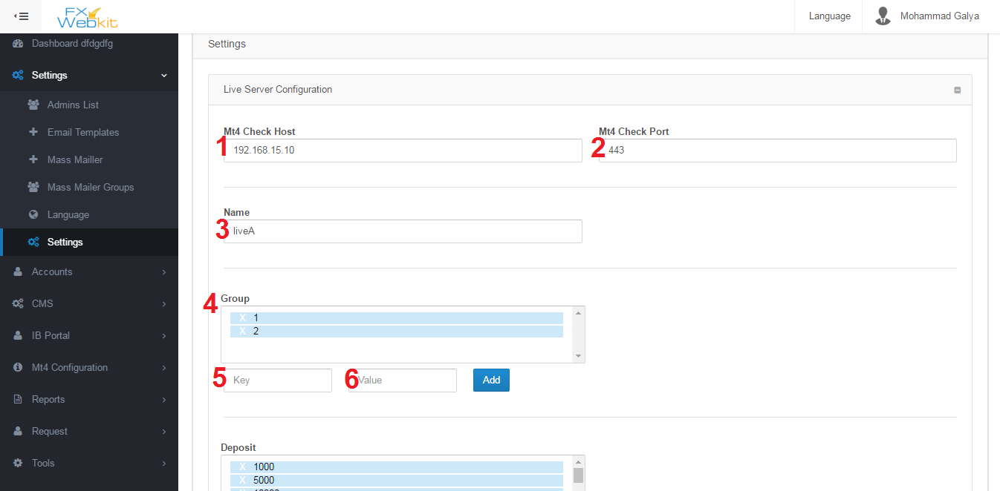 FX
Webkit
Language
Mohammad Galya
Dashboard dfdgdfg
Settings
Admins List
Email Templates
Mass Mailler
Mass Mailer Groups
Language
Settings
Accounts
CMS
IB Portal
Mt4 Configuration
Reports
Request
Tools
Settings
Live Server Configuration
Mt4 Check Host
1 192.168.15.10
Mt4 Check Port
2 443
Name
3 liveA
4 Group
X 1
X 2
5 Key
6 Value
Add
Deposit
X 1000
X 5000